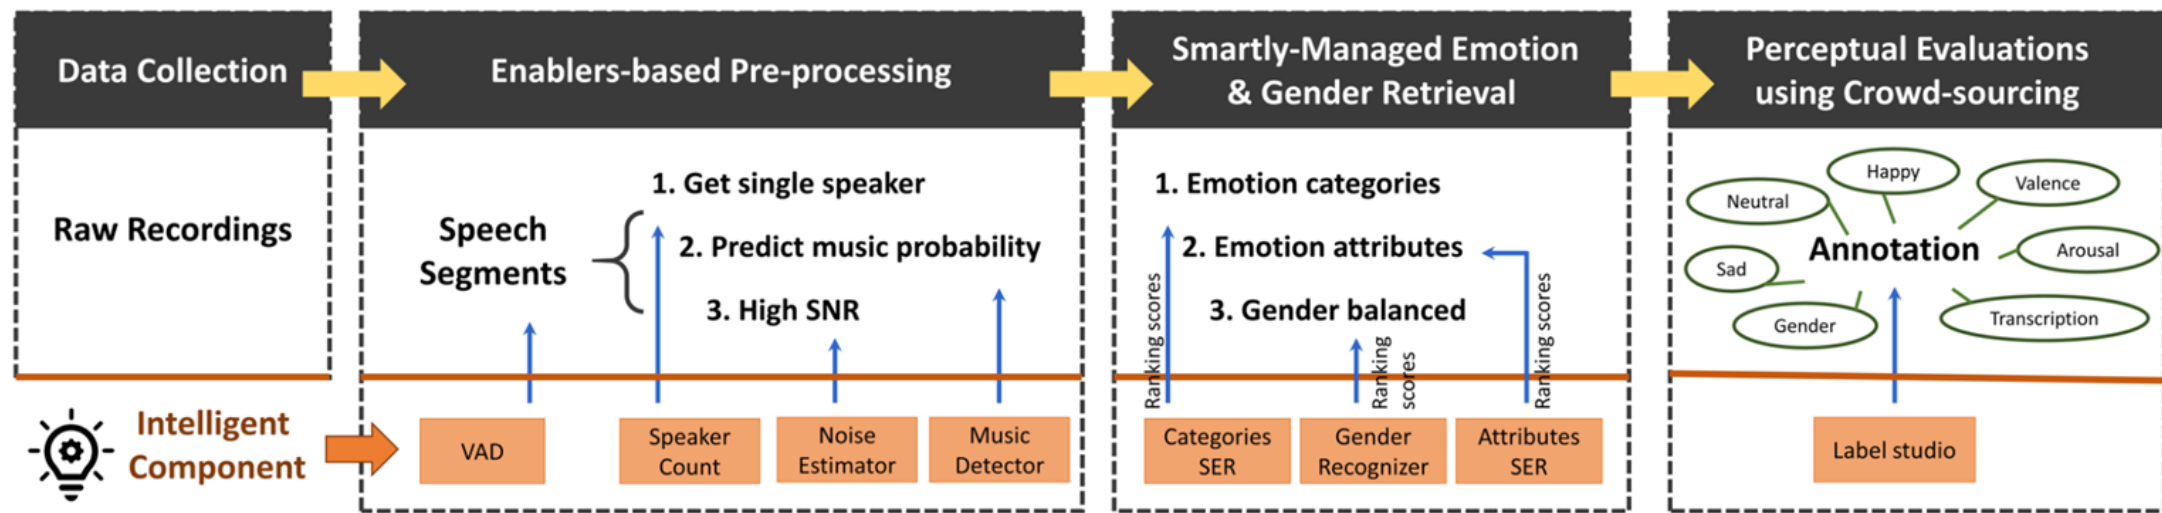 Data Collection
Enablers-based Pre-processing
Smartly-Managed Emotion
& Gender Retrieval
Perceptual Evaluations
using Crowd-sourcing
Raw Recordings
Speech
Segments
1. Get single speaker
2. Predict music probability
3. High SNR
1. Emotion categories
2. Emotion attributes
3. Gender balanced
Ranking scores
Ranking
scores
Ranking scores
Happy
Neutral
Valence
Annotation
Arousal
Sad
Gender
Transcription
Intelligent
Component
VAD
Speaker
Count
Noise
Estimator
Music
Detector
Categories
SER
Gender
Recognizer
Attributes
SER
Label studio